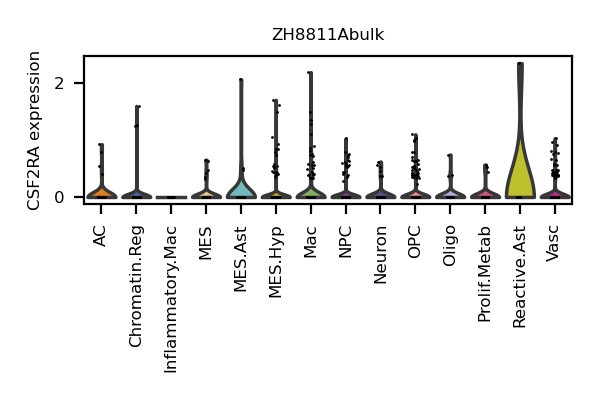 ZH8811Abulk
CSF2RA expression
2
0
AC
Chromatin.Reg
Inflammatory.Mac
MES
MES.Ast
MES.Hyp
Mac
NPC
Neuron
OPC
Oligo
Prolif.Metab
Reactive.Ast
Vasc